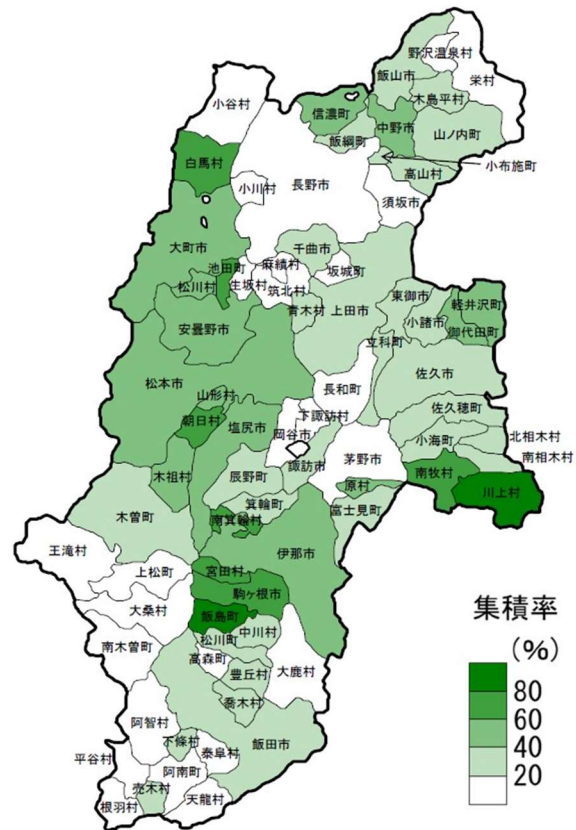 野沢温泉村
栄村
飯山市
小谷村
木島平村
信濃町
中野市
山ノ内町
飯綱町
小布施町
白馬村
高山村
小川村
長野市
須坂市
大町市
千曲市
池田町
麻績村
坂城町
松川村
生坂村
筑北村
東御市
軽井沢町
青木村
上田市
小諸市
御代田町
安曇野市
立科町
佐久市
松本市
長和町
山形村
佐久穂町
下諏訪村
朝日村
塩尻市
岡谷市
小海町
北相木村
南相木村
諏訪市
茅野市
木祖村
辰野町
原村
南牧村
川上村
箕輪町
富士見町
木曽町
南箕輪村
伊那市
王滝村
上松町
宮田村
駒ヶ根市
大桑村
飯島町
集積率
(%)
80
60
40
20
南木曽町
松川町
中川村
高森町
豊丘村
大鹿村
喬木村
阿智村
下條村
飯田市
泰阜村
平谷村
阿南町
売木村
根羽村
天龍村